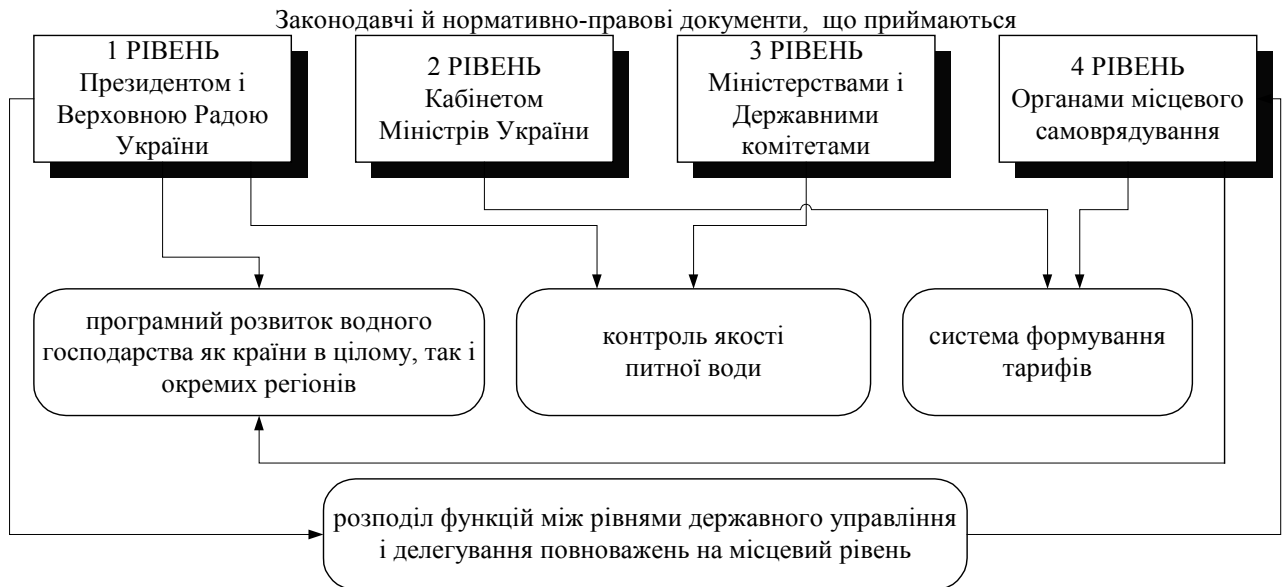 Законодавчі й нормативно-правові документи, що приймаються
1 РІВЕНЬ
Президентом і
Верховною Радою
України
2 РІВЕНЬ
Кабінетом
Міністрів України
3 РІВЕНЬ
Міністерствами і
Державними
комітетами
4 РІВЕНЬ
Органами місцевого
самоврядування
програмний розвиток водного
господарства як країни в цілому, так і
окремих регіонів
контроль якості
питної води
система формування
тарифів
розподіл функцій між рівнями державного управління
і делегування повноважень на місцевий рівень